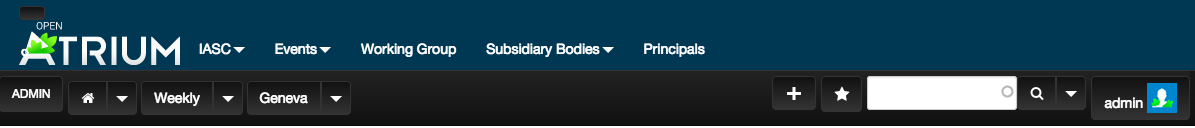 OPEN
ATRIUM IASC Events Working Group Subsidiary Bodies Principals
ADMIN Weekly Geneva admin